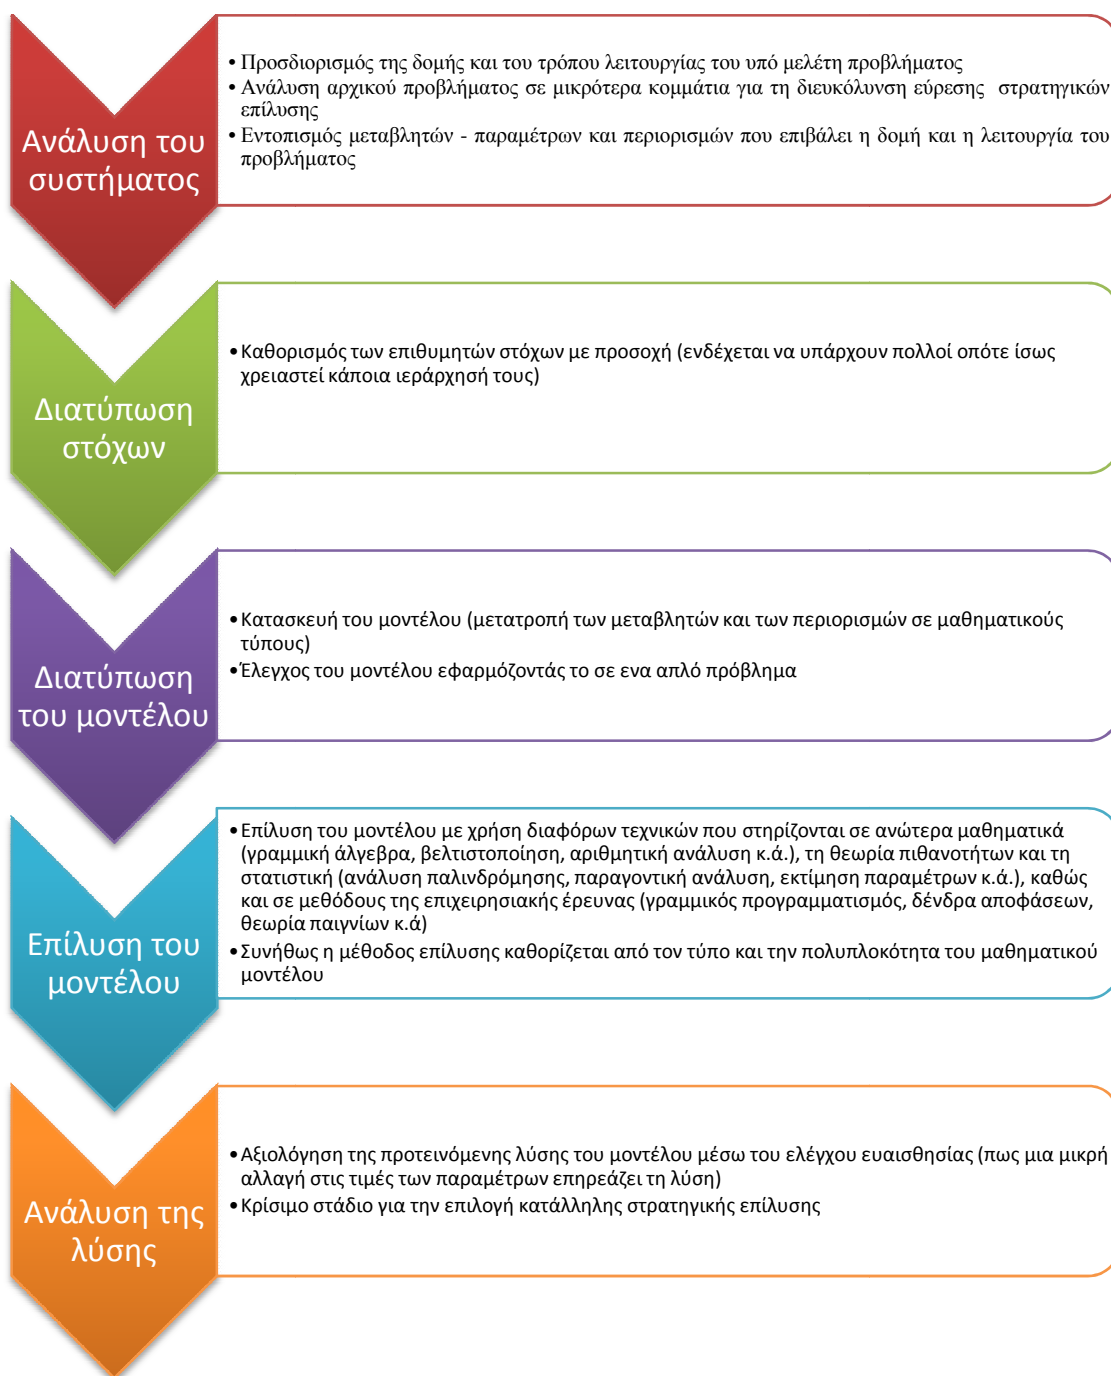 Ανάλυση του
συστήματος
• Προσδιορισμός της δομής και του τρόπου λειτουργίας του υπό μελέτη προβλήματος
• Ανάλυση αρχικού προβλήματος σε μικρότερα κομμάτια για τη διευκόλυνση εύρεσης στρατηγικών
επίλυσης
• Εντοπισμός μεταβλητών - παραμέτρων και περιορισμών που επιβάλει η δομή και η λειτουργία του
προβλήματος
Διατύπωση
στόχων
• Καθορισμός των επιθυμητών στόχων με προσοχή (ενδέχεται να υπάρχουν πολλοί οπότε ίσως
χρειαστεί κάποια ιεράρχησή τους)
Διατύπωση
του μοντέλου
• Κατασκευή του μοντέλου (μετατροπή των μεταβλητών και των περιορισμών σε μαθηματικούς
τύπους)
• Έλεγχος του μοντέλου εφαρμόζοντάς το σε ενα απλό πρόβλημα
Επίλυση του
μοντέλου
• Επίλυση του μοντέλου με χρήση διαφόρων τεχνικών που στηρίζονται σε ανώτερα μαθηματικά
(γραμμική άλγεβρα, βελτιστοποίηση, αριθμητική ανάλυση κ.ά.), τη θεωρία πιθανοτήτων και τη
στατιστική (ανάλυση παλινδρόμησης, παραγοντική ανάλυση, εκτίμηση παραμέτρων κ.ά.), καθώς
και σε μεθόδους της επιχειρησιακής έρευνας (γραμμικός προγραμματισμός, δένδρα αποφάσεων,
θεωρία παιγνίων κ.ά)
• Συνήθως η μέθοδος επίλυσης καθορίζεται από τον τύπο και την πολυπλοκότητα του μαθηματικού
μοντέλου
Ανάλυση της
λύσης
• Αξιολόγηση της προτεινόμενης λύσης του μοντέλου μέσω του ελέγχου ευαισθησίας (πως μια μικρή
αλλαγή στις τιμές των παραμέτρων επηρεάζει τη λύση)
• Κρίσιμο στάδιο για την επιλογή κατάλληλης στρατηγικής επίλυσης